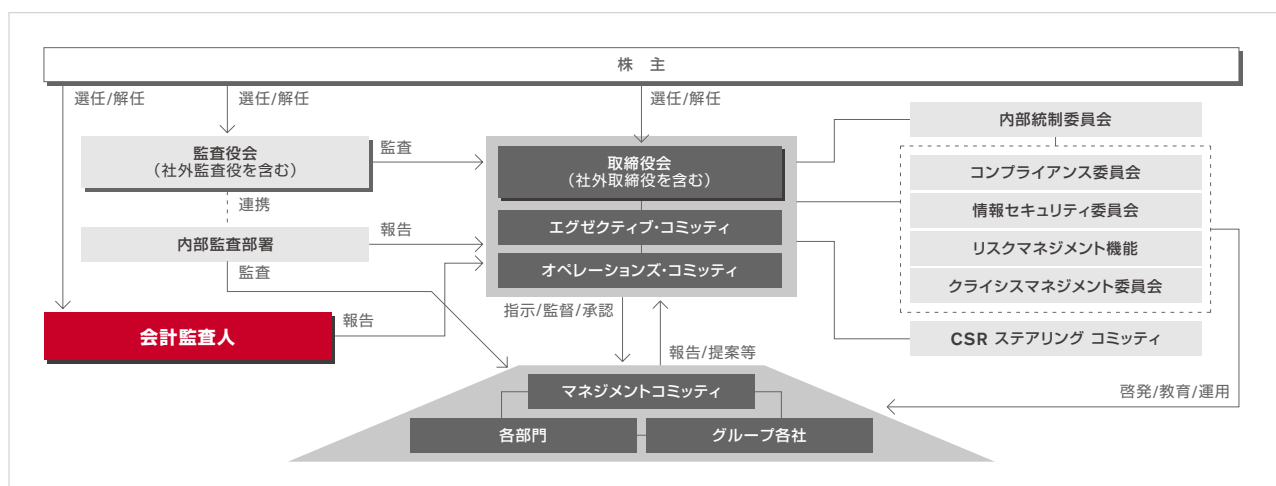 株 主
選任/解任
選任/解任
選任/解任
監査役会
(社外監査役を含む)
監査
連携
内部監査部署
報告
監査
会計監査人
報告
取締役会
(社外取締役を含む)
エグゼクティブ・コミッティ
オペレーションズ・コミッティ
指示/監督/承認
報告/提案等
内部統制委員会
コンプライアンス委員会
情報セキュリティ委員会
リスクマネジメント機能
クライシスマネジメント委員会
CSR ステアリング コミッティ
啓発/教育/運用
マネジメントコミッティ
各部門
グループ各社